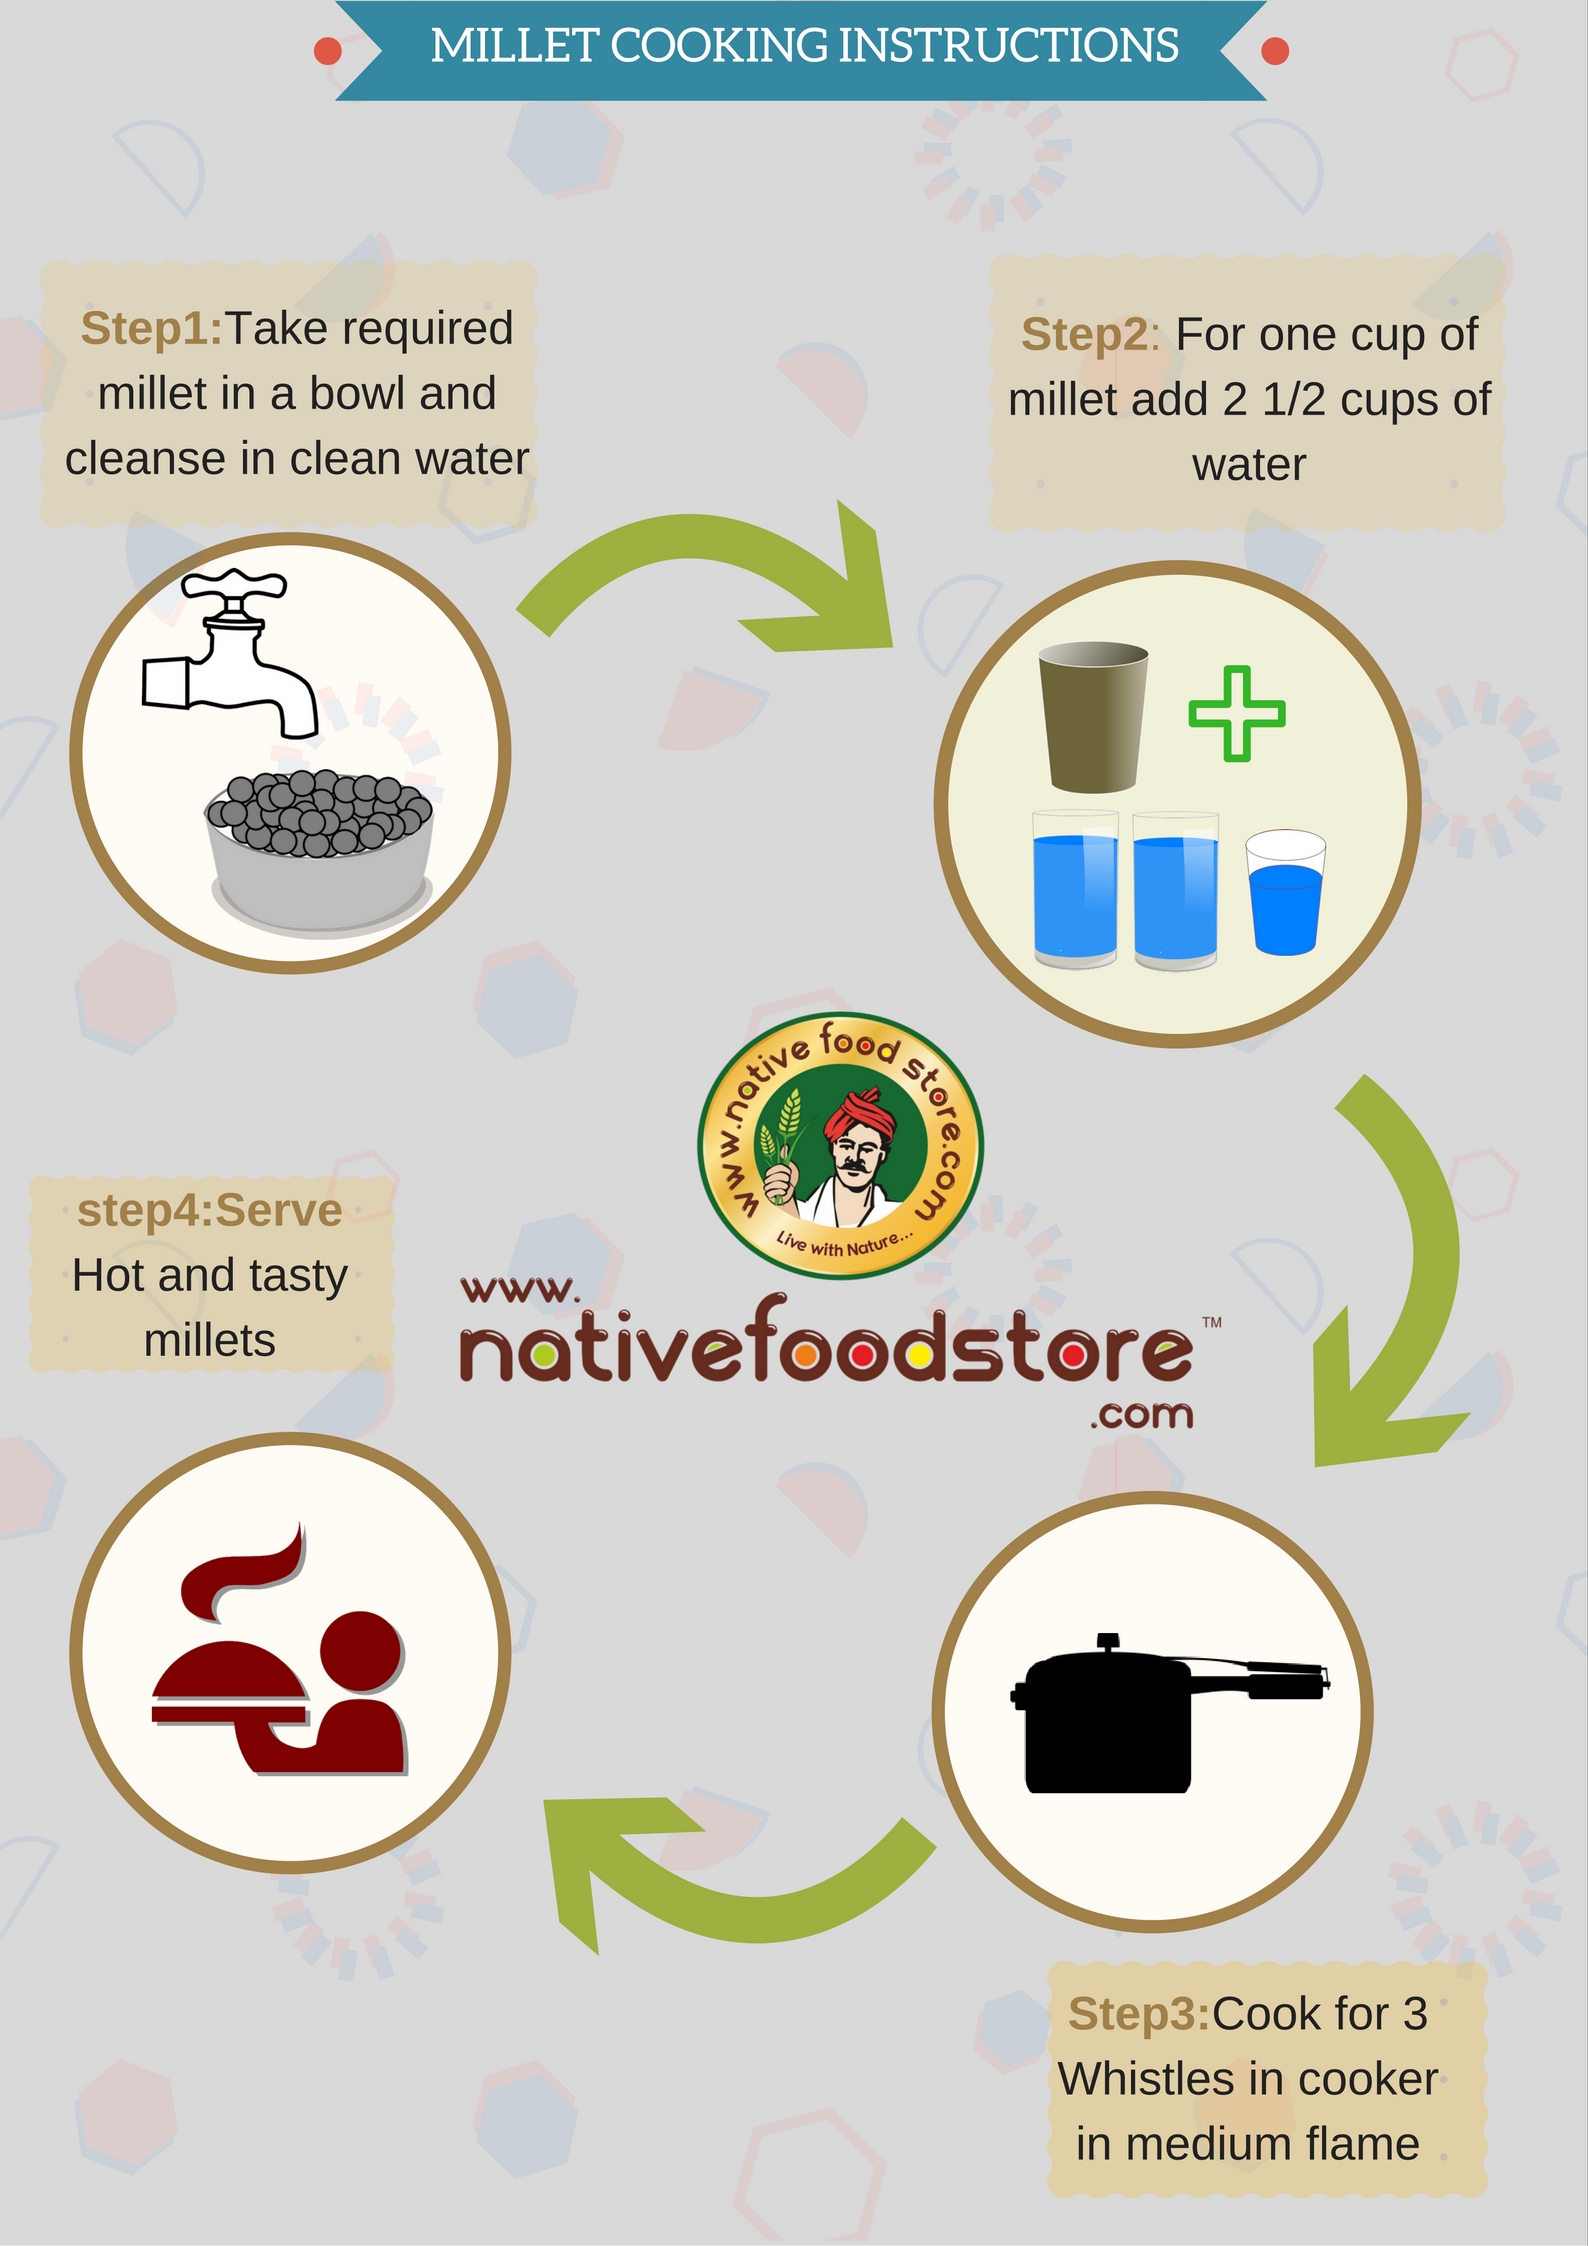 MILLET COOKING INSTRUCTIONS
Step1:Take required
millet in a bowl and
cleanse in clean water
Step2: For one cup of
millet add 2 1/2 cups of
water
www.native food store.com
Live with Nature...
www.
nativefoodstore ™
.com
step4:Serve
Hot and tasty
millets
Step3:Cook for 3
Whistles in cooker
in medium flame